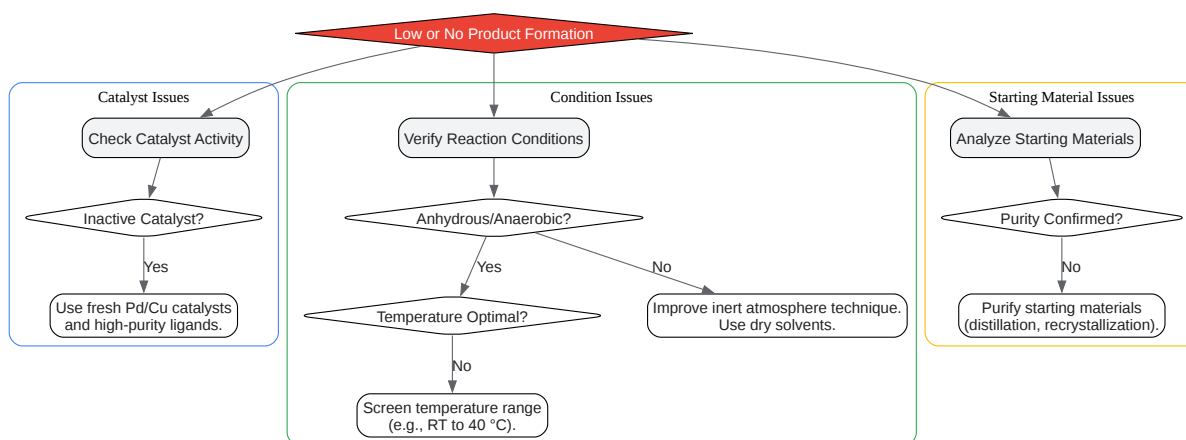 Low or No Product Formation
Catalyst Issues
Condition Issues
Starting Material Issues
Check Catalyst Activity
Verify Reaction Conditions
Analyze Starting Materials
Inactive Catalyst?
Anhydrous/Anaerobic?
Purity Confirmed?
Yes
Yes
No
No
Use fresh Pd/Cu catalysts
and high-purity ligands.
Temperature Optimal?
Improve inert atmosphere technique.
Use dry solvents.
Purify starting materials
(distillation, recrystallization).
No
Screen temperature range
(e.g., RT to 40 °C).